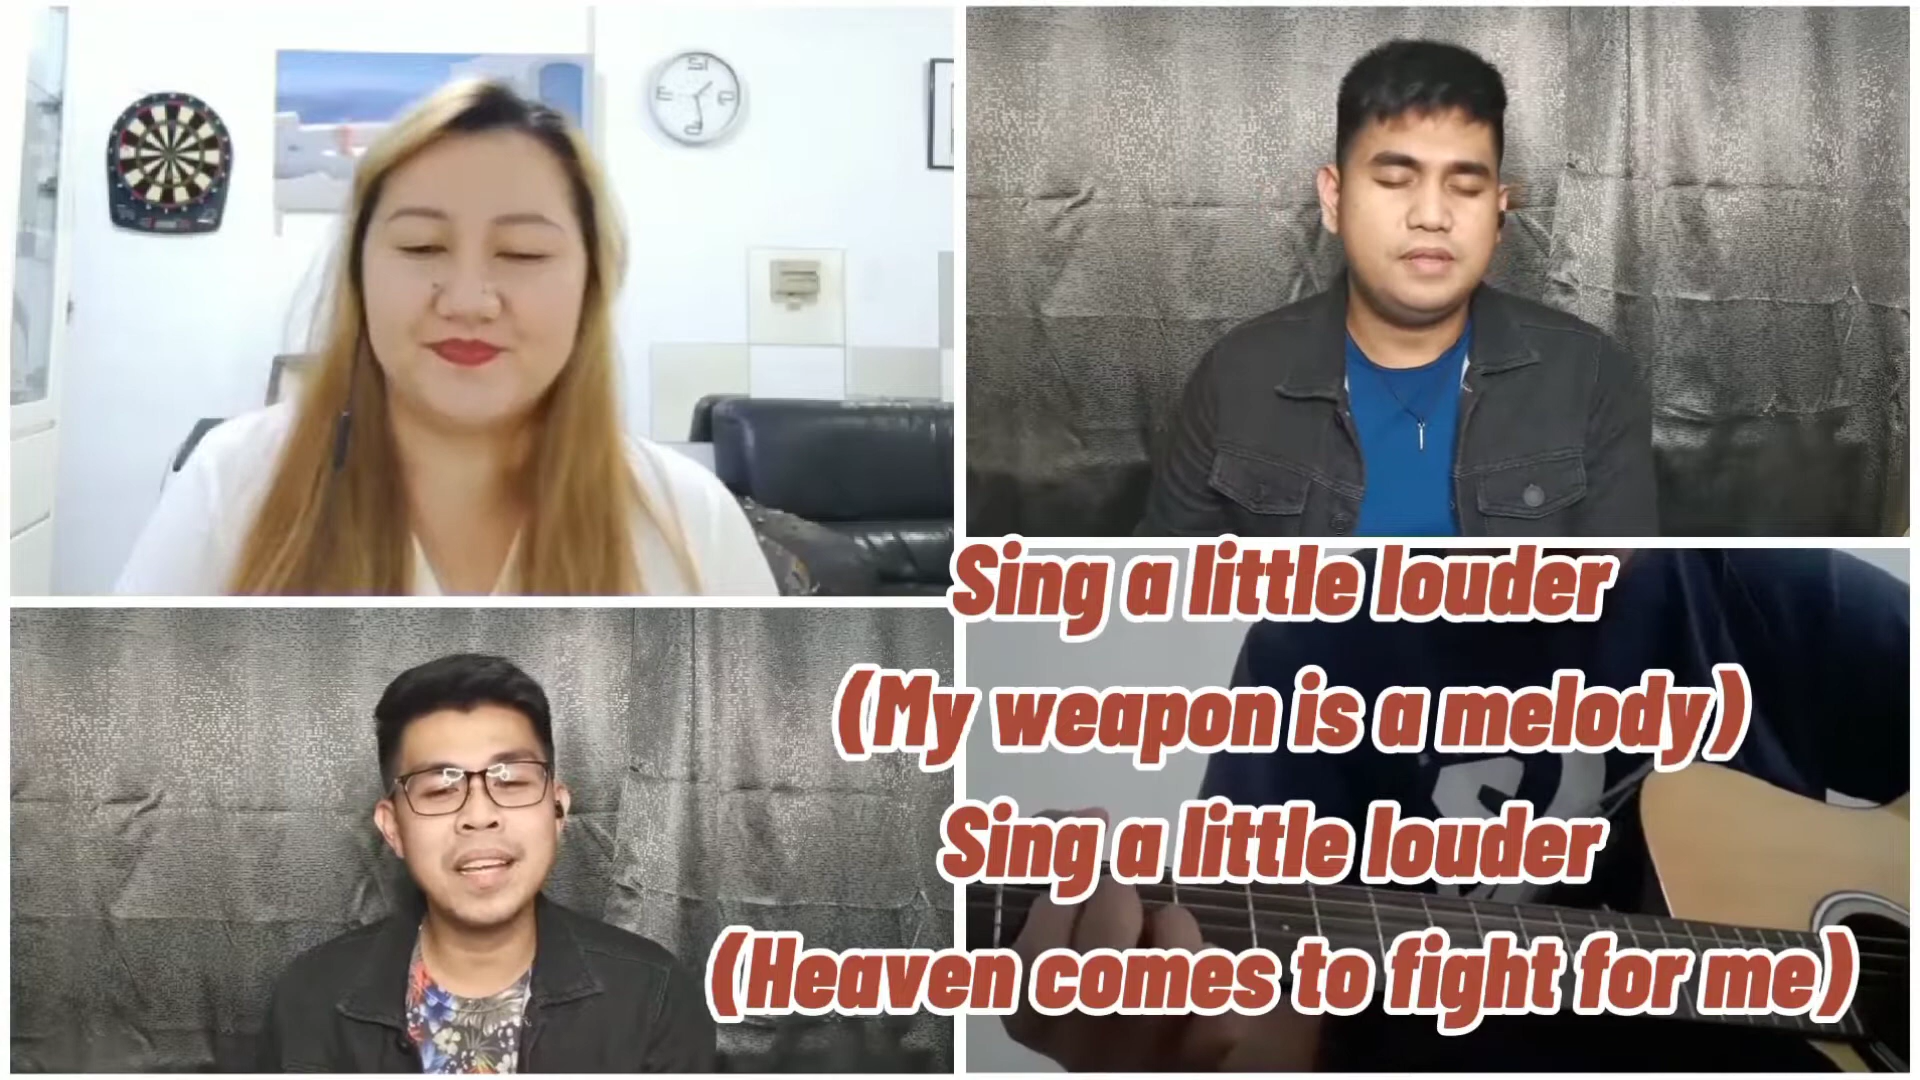 Sing a little louder
(My weapon is a melody)
Sing a little louder
(Heaven comes to fight for me)